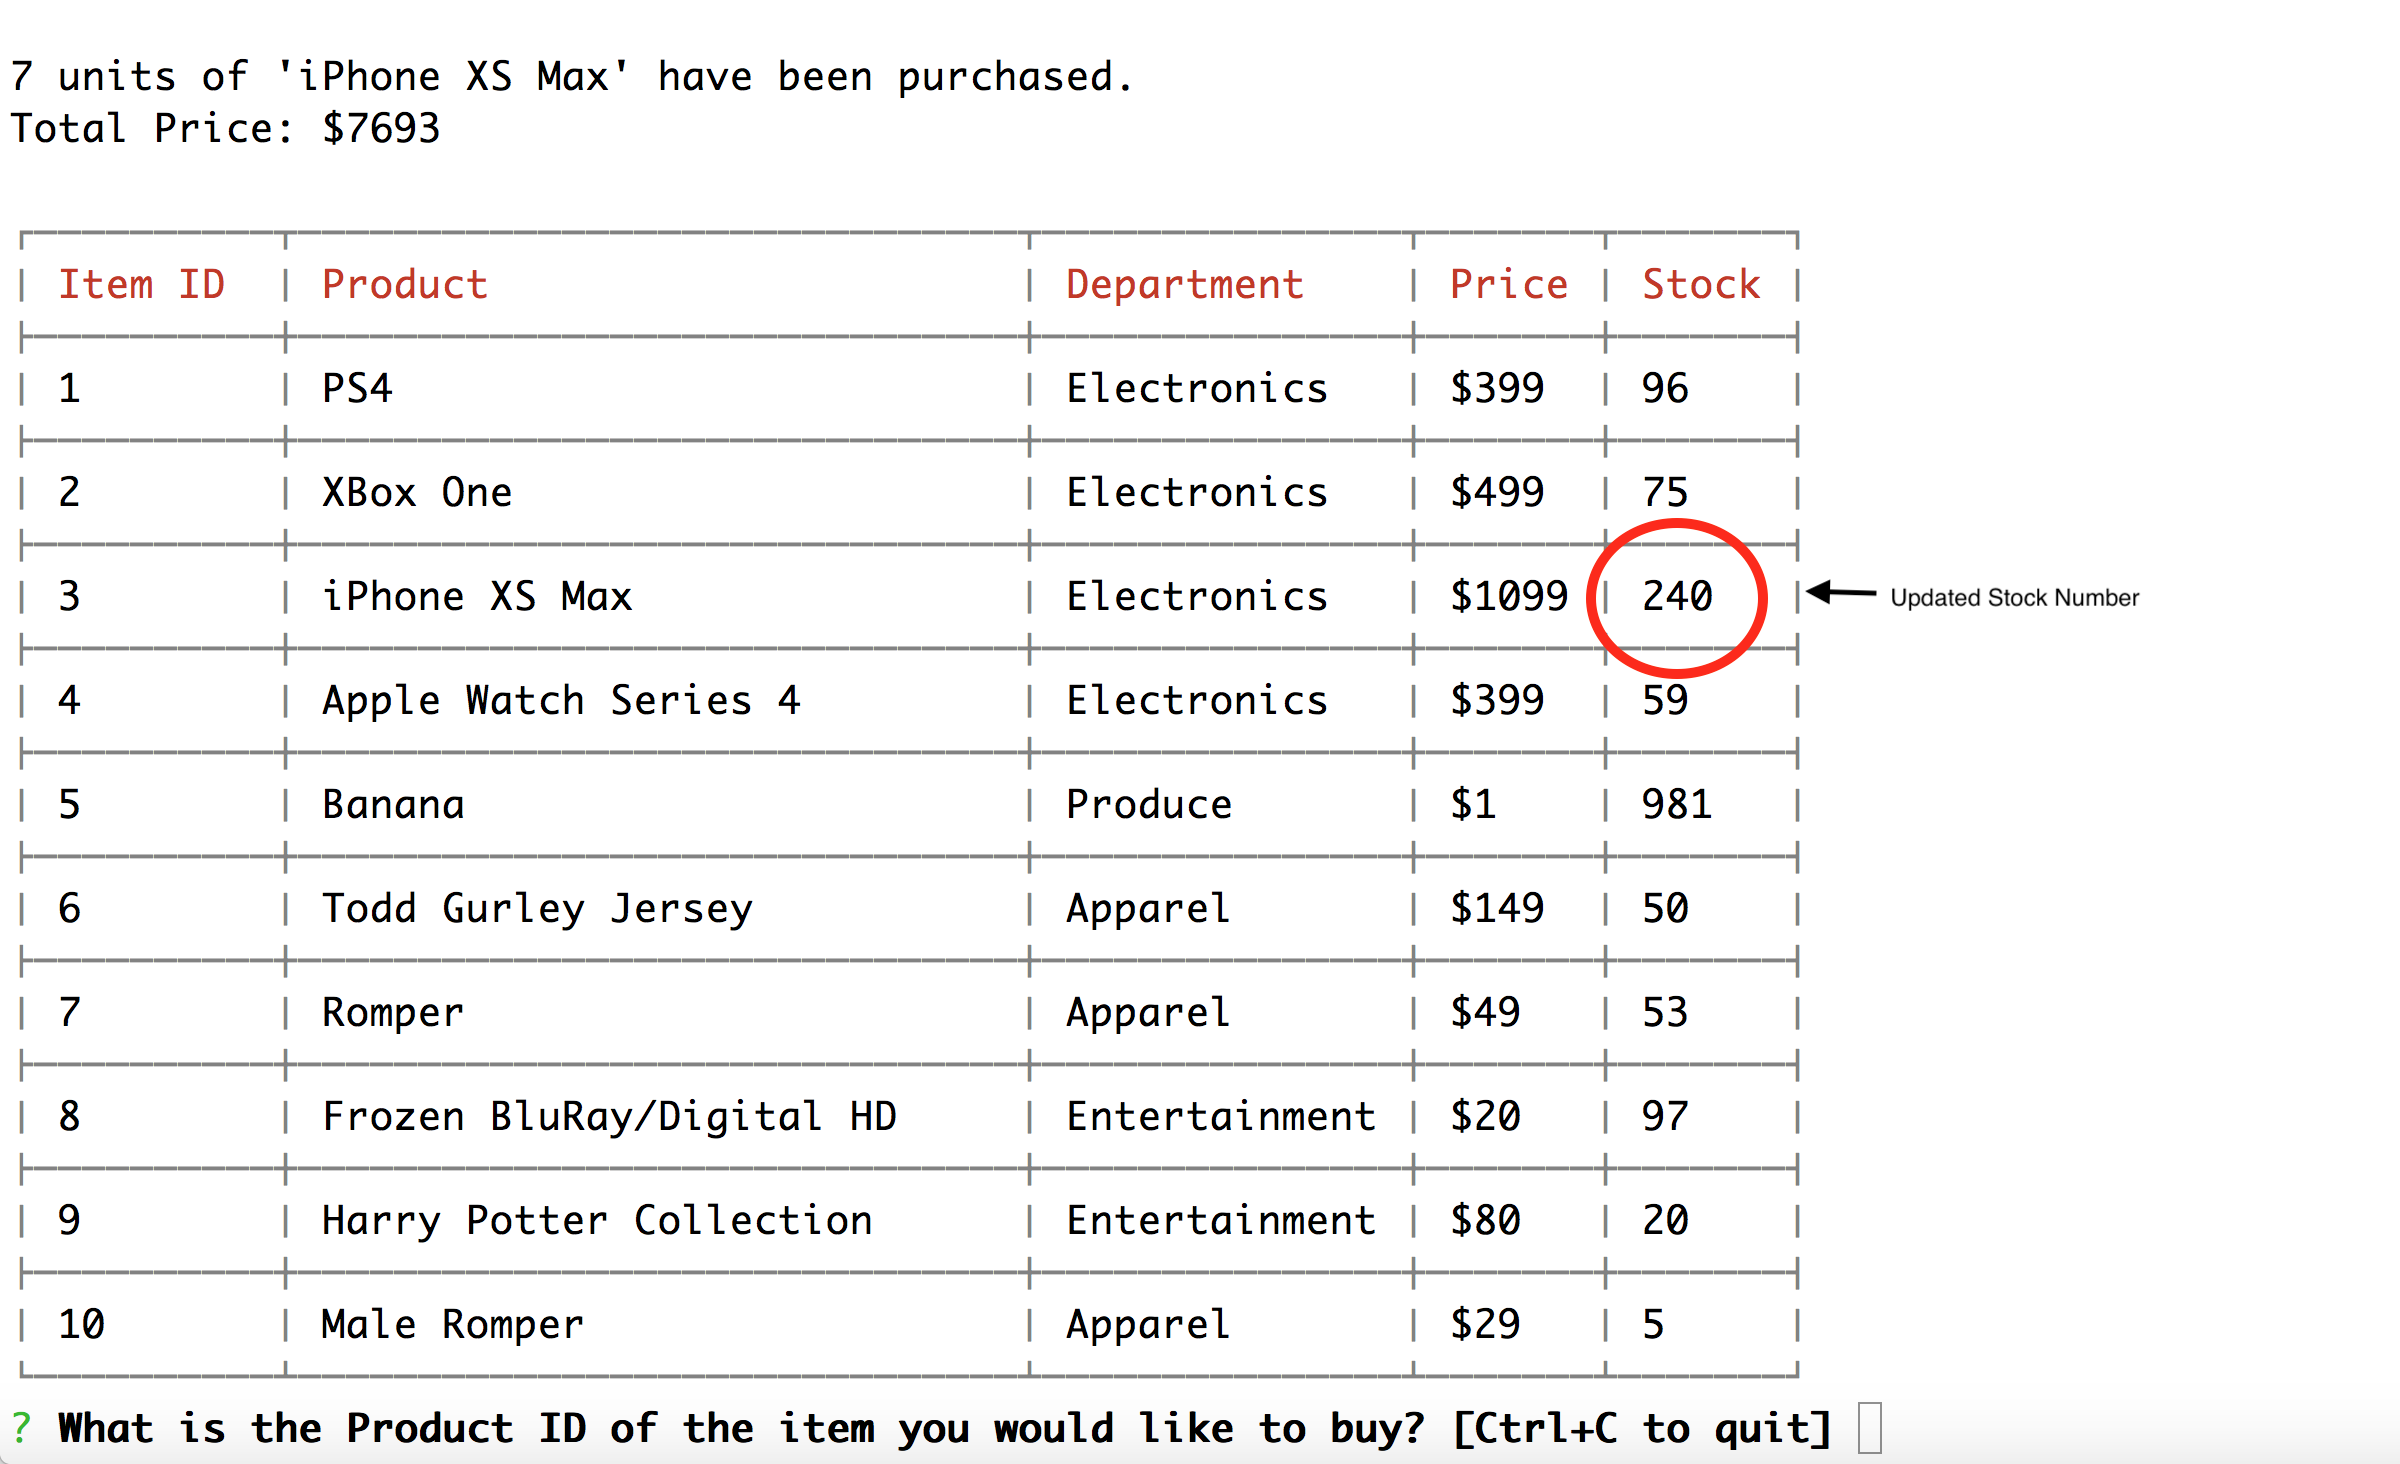 7 units of 'iPhone XS Max' have been purchased.
Total Price: $7693
Item ID Product Department Price Stock
1 PS4 Electronics $399 96
2 XBox One Electronics $499 75
3 iPhone XS Max Electronics $1099 240 Updated Stock Number
4 Apple Watch Series 4 Electronics $399 59
5 Banana Produce $1 981
6 Todd Gurley Jersey Apparel $149 50
7 Romper Apparel $49 53
8 Frozen BluRay/Digital HD Entertainment $20 97
9 Harry Potter Collection Entertainment $80 20
10 Male Romper Apparel $29 5
? What is the Product ID of the item you would like to buy? [Ctrl+C to quit]